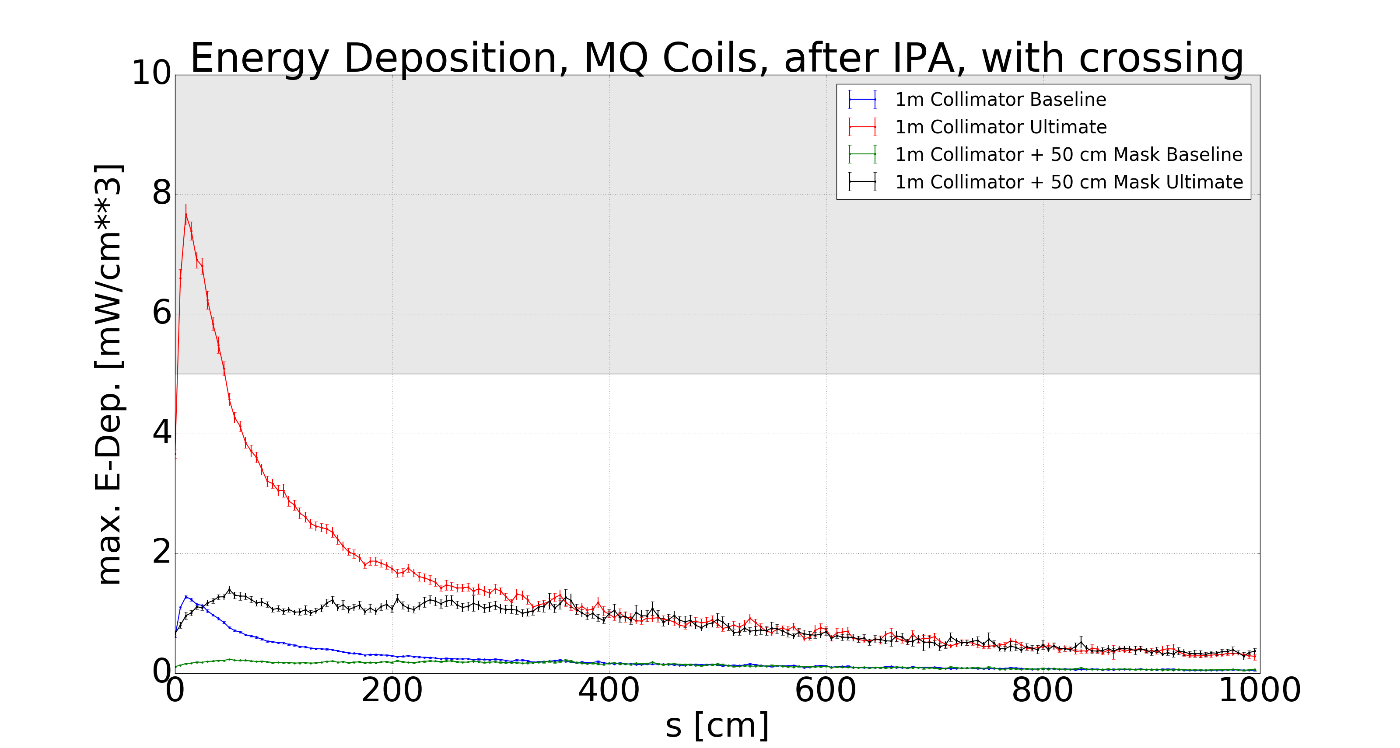 Energy Deposition, MQ Coils, after IPA, with crossing
10
8
6
4
2
0
max. E-Dep. [mW/cm**3]
1m Collimator Baseline
1m Collimator Ultimate
1m Collimator + 50 cm Mask Baseline
1m Collimator + 50 cm Mask Ultimate
0 200 400 600 800 1000
s [cm]